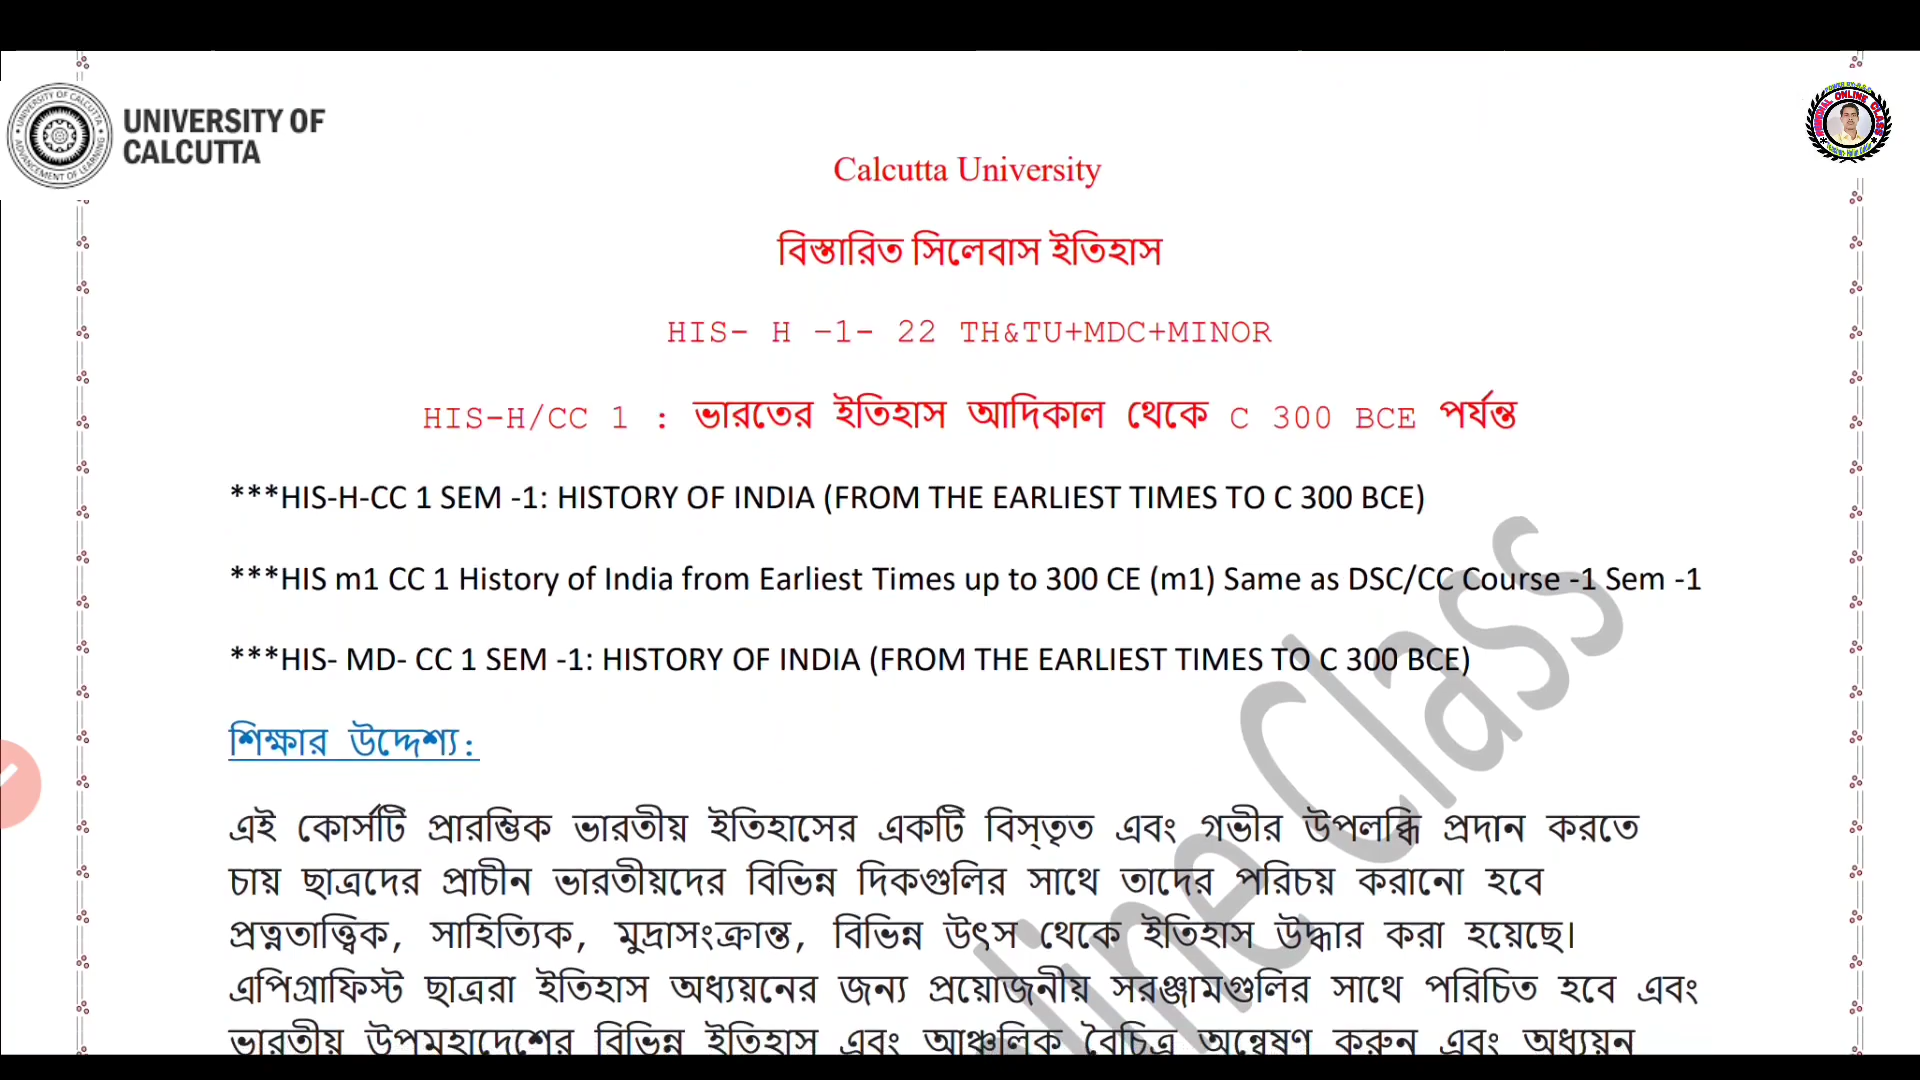 UNIVERSITY OF
CALCUTTA
Calcutta University
বিস্তারিত সিলেবাস ইতিহাস
HIS- H –1- 22 TH&TU+MDC+MINOR
HIS-H/CC 1 : ভারতের ইতিহাস আদিকাল থেকে C 300 BCE পর্যন্ত
***HIS-H-CC 1 SEM -1: HISTORY OF INDIA (FROM THE EARLIEST TIMES TO C 300 BCE)
***HIS m1 CC 1 History of India from Earliest Times up to 300 CE (m1) Same as DSC/CC Course -1 Sem -1
***HIS- MD- CC 1 SEM -1: HISTORY OF INDIA (FROM THE EARLIEST TIMES TO C 300 BCE)
শিক্ষার উদ্দেশ্য:
এই কোর্সটি প্রারম্ভিক ভারতীয় ইতিহাসের একটি বিস্তৃত এবং গভীর উপলব্ধি প্রদান করতে
চায় ছাত্রদের প্রাচীন ভারতীয়দের বিভিন্ন দিকগুলির সাথে তাদের পরিচয় করানো হবে
প্রত্নতাত্ত্বিক, সাহিত্যিক, মুদ্রাসংক্রান্ত, বিভিন্ন উৎস থেকে ইতিহাস উদ্ধার করা হয়েছে।
এপিগ্রাফিস্ট ছাত্ররা ইতিহাস অধ্যয়নের জন্য প্রয়োজনীয় সরঞ্জামগুলির সাথে পরিচিত হবে এবং
ভারতীয় উপমহাদেশের বিভিন্ন ইতিহাস এবং আঞ্চলিক বৈচিত্র অন্বেষণ করুন এবং অধ্যয়ন
Class